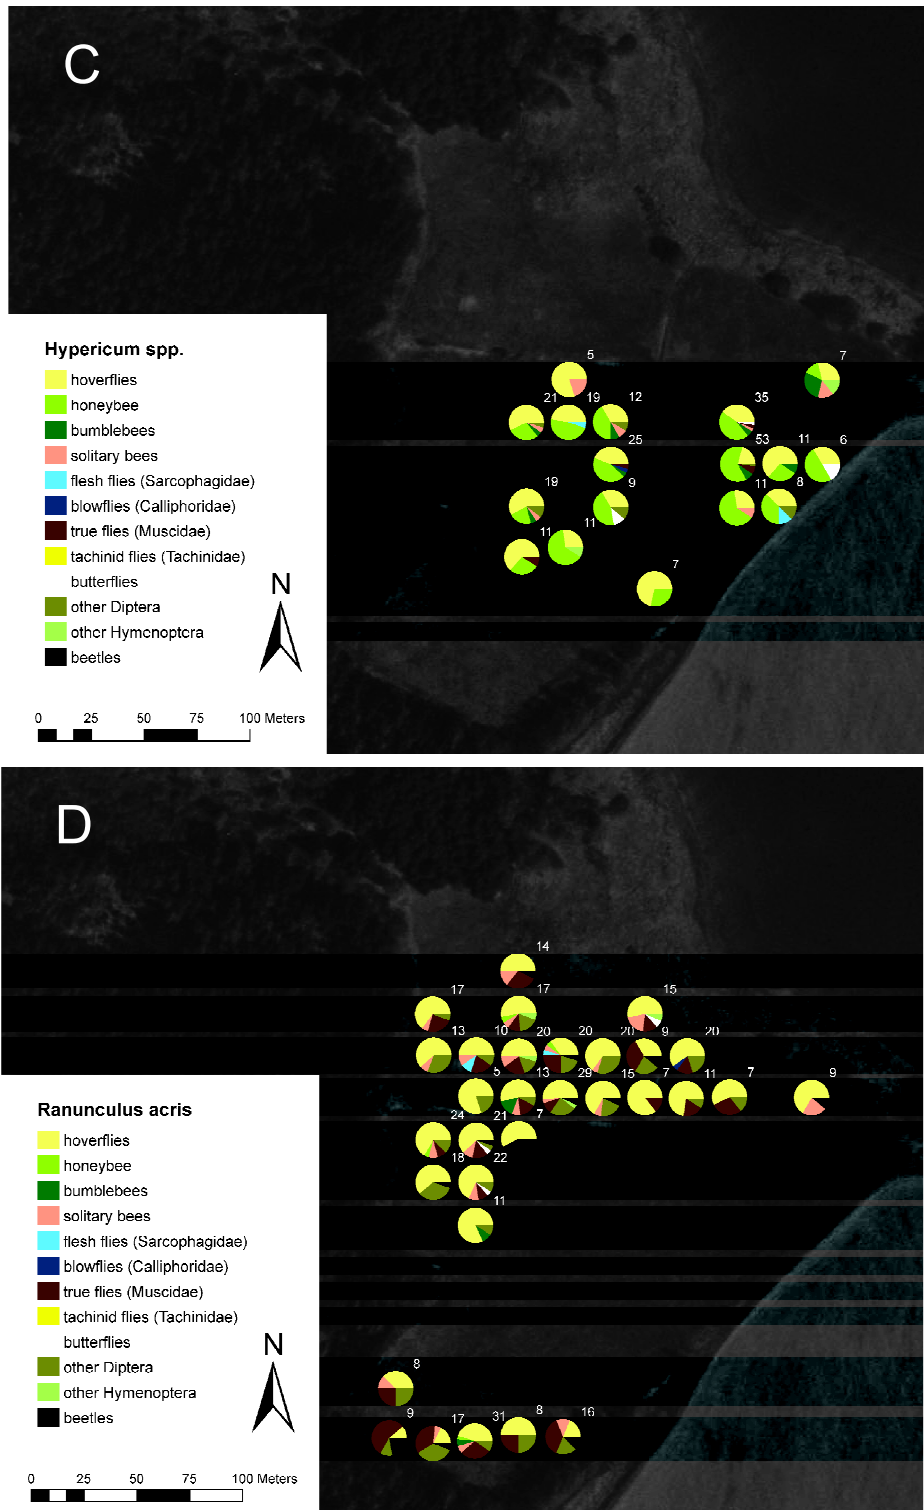 C
5
7
21 19 12 35
25 53 11 6
19 9 11 8
11 11
7
Hypericum spp.
hoverflies
honeybee
bumblebees
solitary bees
flesh flies (Sarcophagidae)
blowflies (Calliphoridae)
true flies (Muscidae)
tachinid flies (Tachinidae)
butterflies
other Diptera
other Hymenoptera
beetles
N
0 25 50 75 100 Meters
D
14
17 17 15
13 10 20 20 20 9 20
5 13 29 15 7 11 7 9
24 21 7
18 22
11
8
9 17 31 8 16
Ranunculus acris
hoverflies
honeybee
bumblebees
solitary bees
flesh flies (Sarcophagidae)
blowflies (Calliphoridae)
true flies (Muscidae)
tachinid flies (Tachinidae)
butterflies
other Diptera
other Hymenoptera
beetles
N
0 25 50 75 100 Meters